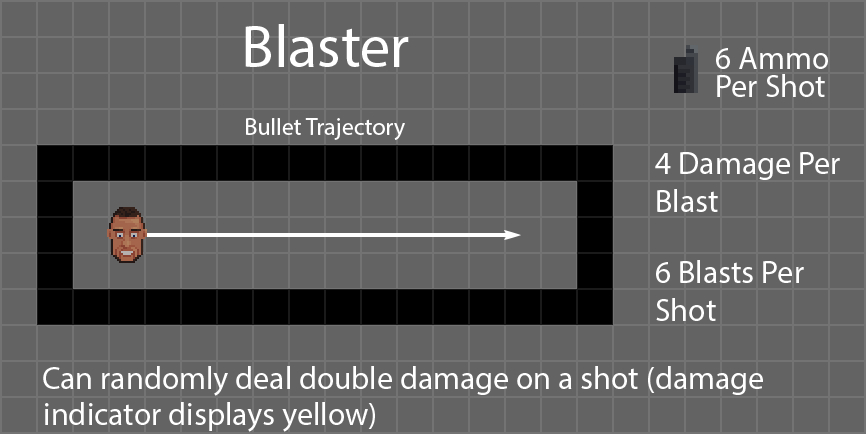 Blaster
6 Ammo
Per Shot
Bullet Trajectory
4 Damage Per
Blast
6 Blasts Per
Shot
Can randomly deal double damage on a shot (damage
indicator displays yellow)